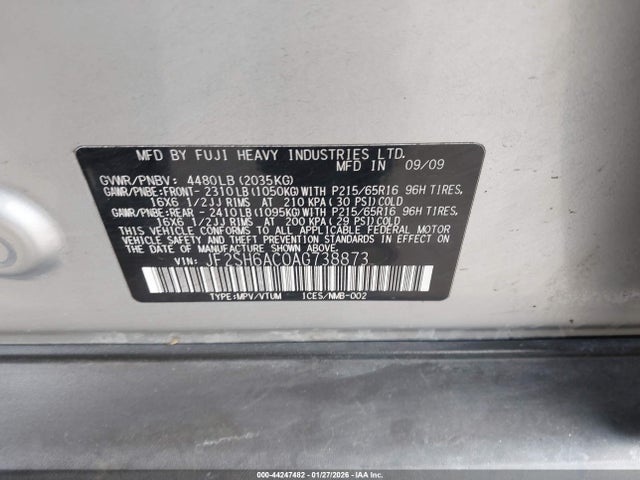 MFD BY FUJI HEAVY INDUSTRIES LTD.
MFD IN 09/09
GVWR/PNBV: 4480LB (2035KG)
GAWR/PNBE:FRONT- 2310LB (1050KG) WITH P215/65R16 96H TIRES,
16X6 1/2JJ RIMS AT 210 KPA (30 PSI) COLD
GAWR/PNBE:REAR - 2410LB (1095KG) WITH P215/65R16 96H TIRES,
16X6 1/2JJ RIMS AT 200 KPA (29 PSI) COLD
THIS VEHICLE CONFORMS TO ALL APPLICABLE FEDERAL MOTOR
VEHICLE SAFETY AND THEFT PREVENTION STANDARDS IN
EFFECT ON THE DATE OF MANUFACTURE SHOWN ABOVE.
VIN: JF2SH6AC0AG738873
TYPE:MPV/VTUM ICES/NMB-002
000-44247482 - 01/27/2026 - IAA Inc.